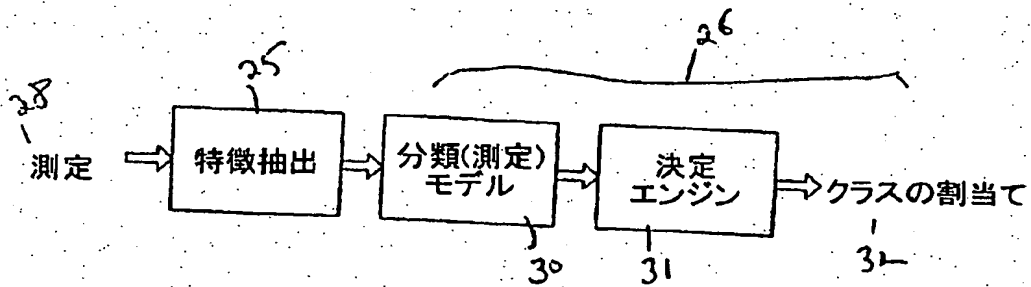 26
25
28
測定
特徴抽出
分類(測定)
モデル
決定
エンジン
クラスの割当て
30
31
32